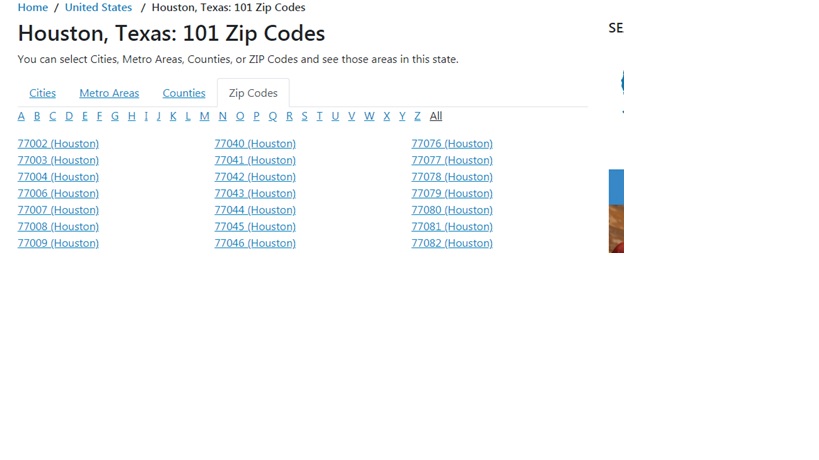 Home / United States / Houston, Texas: 101 Zip Codes
Houston, Texas: 101 Zip Codes
SE
You can select Cities, Metro Areas, Counties, or ZIP Codes and see those areas in this state.
Cities Metro Areas Counties Zip Codes
A B C D E F G H I J K L M N O P Q R S T U V W X Y Z All
77002 (Houston) 77040 (Houston) 77076 (Houston)
77003 (Houston) 77041 (Houston) 77077 (Houston)
77004 (Houston) 77042 (Houston) 77078 (Houston)
77006 (Houston) 77043 (Houston) 77079 (Houston)
77007 (Houston) 77044 (Houston) 77080 (Houston)
77008 (Houston) 77045 (Houston) 77081 (Houston)
77009 (Houston) 77046 (Houston) 77082 (Houston)